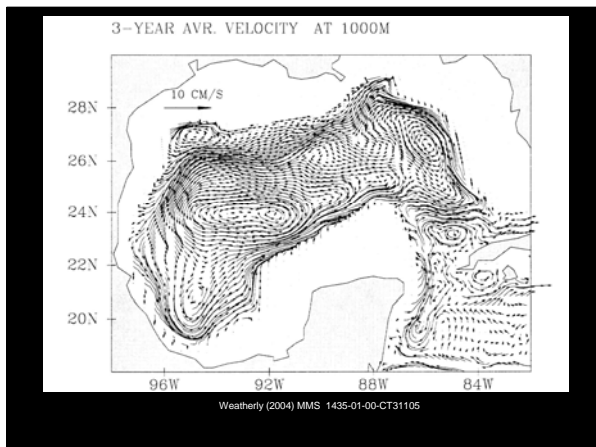 3-YEAR AVR. VELOCITY AT 1000M
10 CM/S
28N
26N
24N
22N
20N
96W 92W 88W 84W
Weatherly (2004) MMS 1435-01-00-CT31105